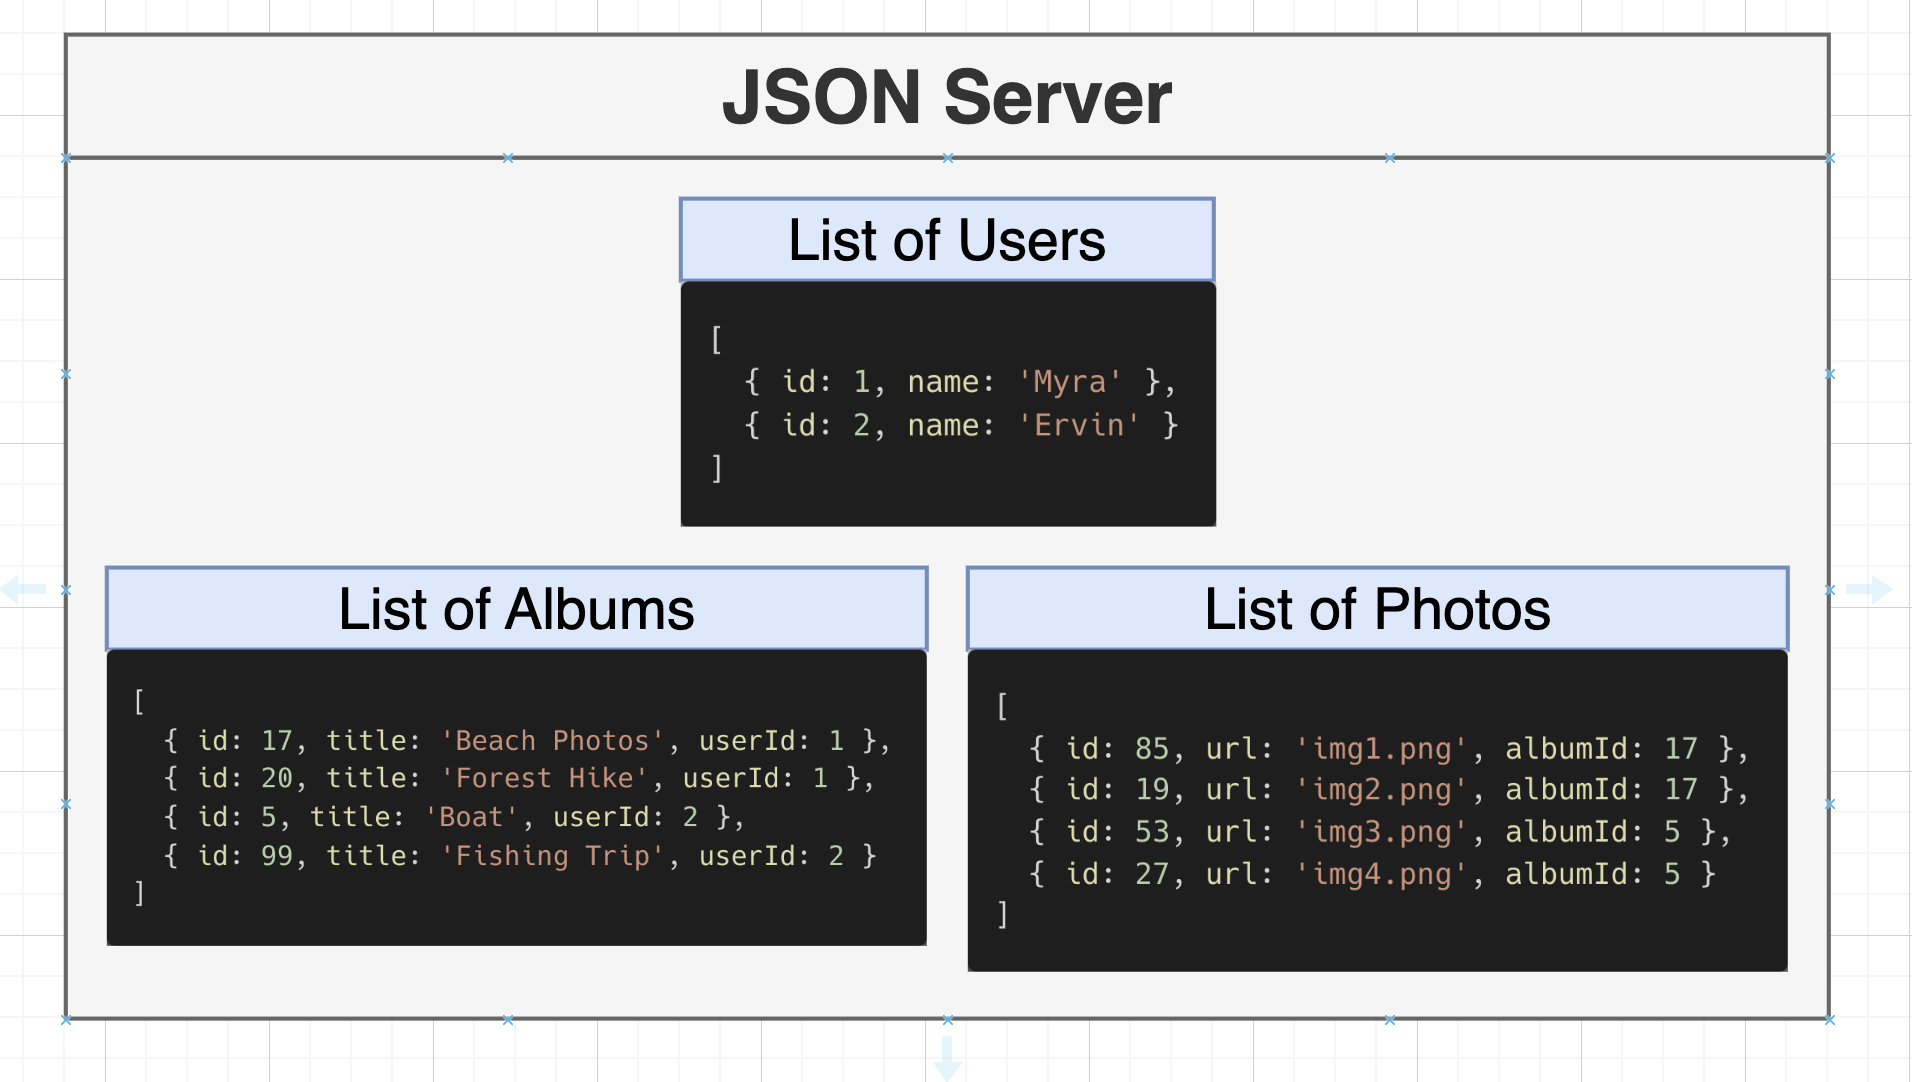 JSON Server
List of Users
[
{ id: 1, name: 'Myra' },
{ id: 2, name: 'Ervin' }
]
List of Albums
[
{ id: 17, title: 'Beach Photos', userId: 1 },
{ id: 20, title: 'Forest Hike', userId: 1 },
{ id: 5, title: 'Boat', userId: 2 },
{ id: 99, title: 'Fishing Trip', userId: 2 }
]
List of Photos
[
{ id: 85, url: 'img1.png', albumId: 17 },
{ id: 19, url: 'img2.png', albumId: 17 },
{ id: 53, url: 'img3.png', albumId: 5 },
{ id: 27, url: 'img4.png', albumId: 5 }
]